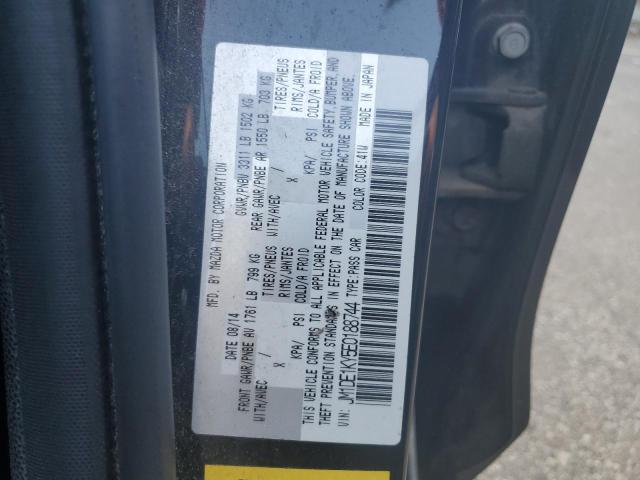 MFD. BY MAZDA MOTOR CORPORATION
DATE 08/14 GVWR/PNBV 3311 LB 1502 KG
FRONT GAWR/PNBE AV 1761 LB 799 KG REAR GAWR/PNBE AR 1550 LB 703 KG
WITH/AVEC TIRES/PNEUS WITH/AVEC TIRES/PNEUS
X RIMS/JANTES X RIMS/JANTES
KPA/ PSI COLD/A FROID KPA/ PSI COLD/A FROID
THIS VEHICLE CONFORMS TO ALL APPLICABLE FEDERAL MOTOR VEHICLE SAFETY, BUMPER, AND
THEFT PREVENTION STANDARDS IN EFFECT ON THE DATE OF MANUFACTURE SHOWN ABOVE.
VIN: JM1DE1KY5E0188744 TYPE:PASS CAR COLOR CODE:41W MADE IN JAPAN